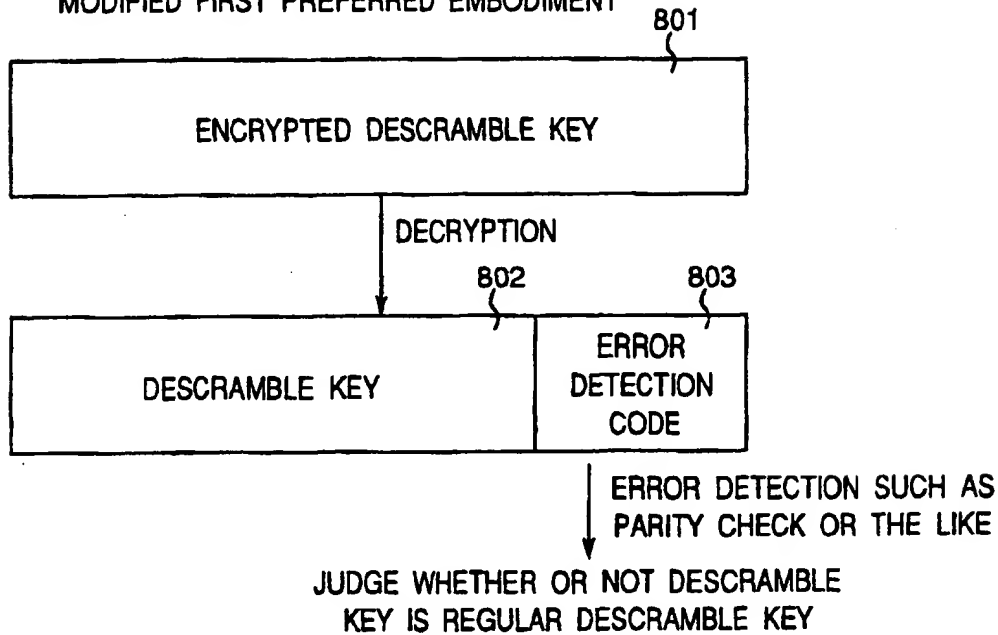 MODIFIED FIRST PREFERRED EMBODIMENT
801
ENCRYPTED DESCRAMBLE KEY
DECRYPTION
802
803
DESCRAMBLE KEY
ERROR
DETECTION
CODE
ERROR DETECTION SUCH AS
PARITY CHECK OR THE LIKE
JUDGE WHETHER OR NOT DESCRAMBLE
KEY IS REGULAR DESCRAMBLE KEY